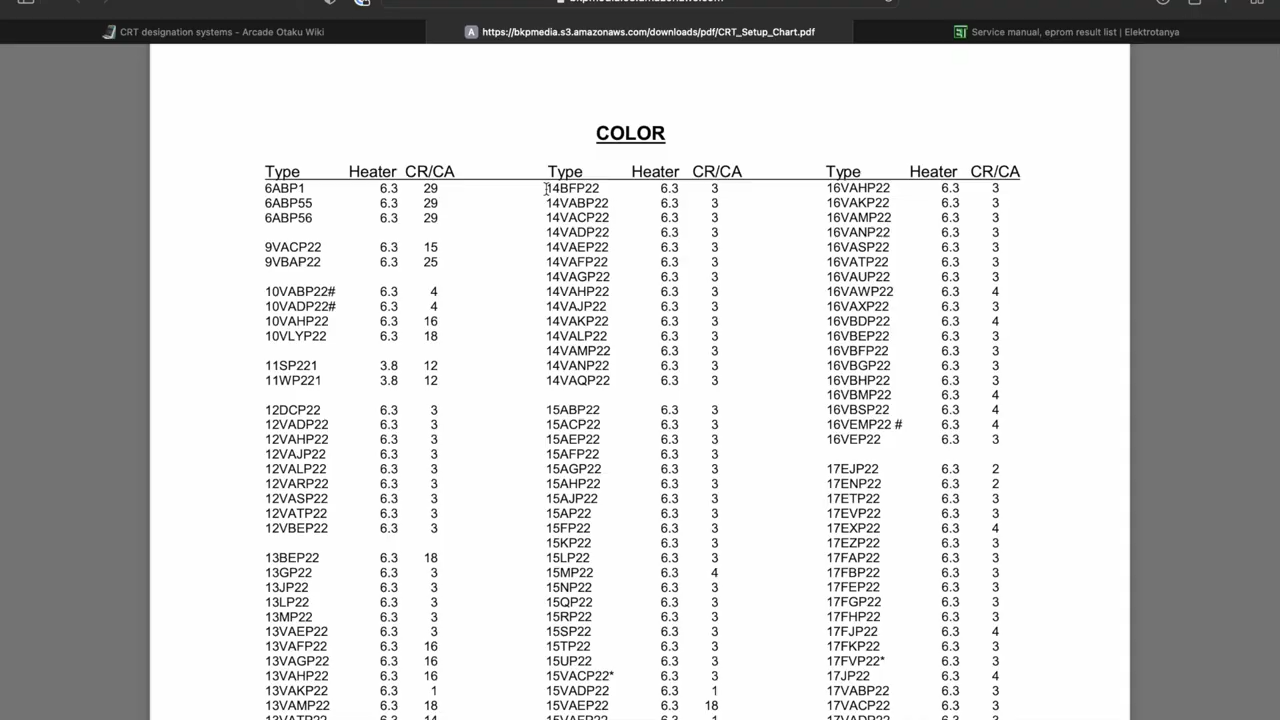 CRT designation systems - Arcade Otaku Wiki
https://bkpmedia.s3.amazonaws.com/downloads/pdf/CRT_Setup_Chart.pdf
Service manual, eprom result list | Elektrotanya
COLOR
Type Heater CR/CA
6ABP1 6.3 29
6ABP55 6.3 29
6ABP56 6.3 29
9VACP22 6.3 15
9VBAP22 6.3 25
10VABP22# 6.3 4
10VADP22# 6.3 4
10VAHP22 6.3 16
10VLYP22 6.3 18
11SP221 3.8 12
11WP221 3.8 12
12DCP22 6.3 3
12VADP22 6.3 3
12VAHP22 6.3 3
12VAJP22 6.3 3
12VALP22 6.3 3
12VARP22 6.3 3
12VASP22 6.3 3
12VATP22 6.3 3
12VBEP22 6.3 3
13BEP22 6.3 18
13GP22 6.3 3
13JP22 6.3 3
13LP22 6.3 3
13MP22 6.3 3
13VAEP22 6.3 3
13VAFP22 6.3 16
13VAGP22 6.3 16
13VAHP22 6.3 16
13VAKP22 6.3 1
13VAMP22 6.3 18
13VATP22 6.3 14
Type Heater CR/CA
14BFP22 6.3 3
14VABP22 6.3 3
14VACP22 6.3 3
14VADP22 6.3 3
14VAEP22 6.3 3
14VAFP22 6.3 3
14VAGP22 6.3 3
14VAHP22 6.3 3
14VAJP22 6.3 3
14VAKP22 6.3 3
14VALP22 6.3 3
14VAMP22 6.3 3
14VANP22 6.3 3
14VAQP22 6.3 3
15ABP22 6.3 3
15ACP22 6.3 3
15AEP22 6.3 3
15AFP22 6.3 3
15AGP22 6.3 3
15AHP22 6.3 3
15AJP22 6.3 3
15AP22 6.3 3
15FP22 6.3 3
15KP22 6.3 3
15LP22 6.3 3
15MP22 6.3 4
15NP22 6.3 3
15QP22 6.3 3
15RP22 6.3 3
15SP22 6.3 3
15TP22 6.3 3
15UP22 6.3 3
15VACP22* 6.3 3
15VADP22 6.3 1
15VAEP22 6.3 18
15VAFP22 6.3 1
Type Heater CR/CA
16VAHP22 6.3 3
16VAKP22 6.3 3
16VAMP22 6.3 3
16VANP22 6.3 3
16VASP22 6.3 3
16VATP22 6.3 3
16VAUP22 6.3 3
16VAWP22 6.3 4
16VAXP22 6.3 3
16VBDP22 6.3 4
16VBEP22 6.3 3
16VBFP22 6.3 3
16VBGP22 6.3 3
16VBHP22 6.3 3
16VBMP22 6.3 4
16VBSP22 6.3 4
16VEMP22 # 6.3 4
16VEP22 6.3 3
17EJP22 6.3 2
17ENP22 6.3 2
17ETP22 6.3 3
17EVP22 6.3 3
17EXP22 6.3 4
17EZP22 6.3 3
17FAP22 6.3 3
17FBP22 6.3 3
17FEP22 6.3 3
17FGP22 6.3 3
17FHP22 6.3 3
17FJP22 6.3 4
17FKP22 6.3 3
17FVP22* 6.3 3
17JP22 6.3 4
17VABP22 6.3 3
17VACP22 6.3 3
17VADP22 6.3 3